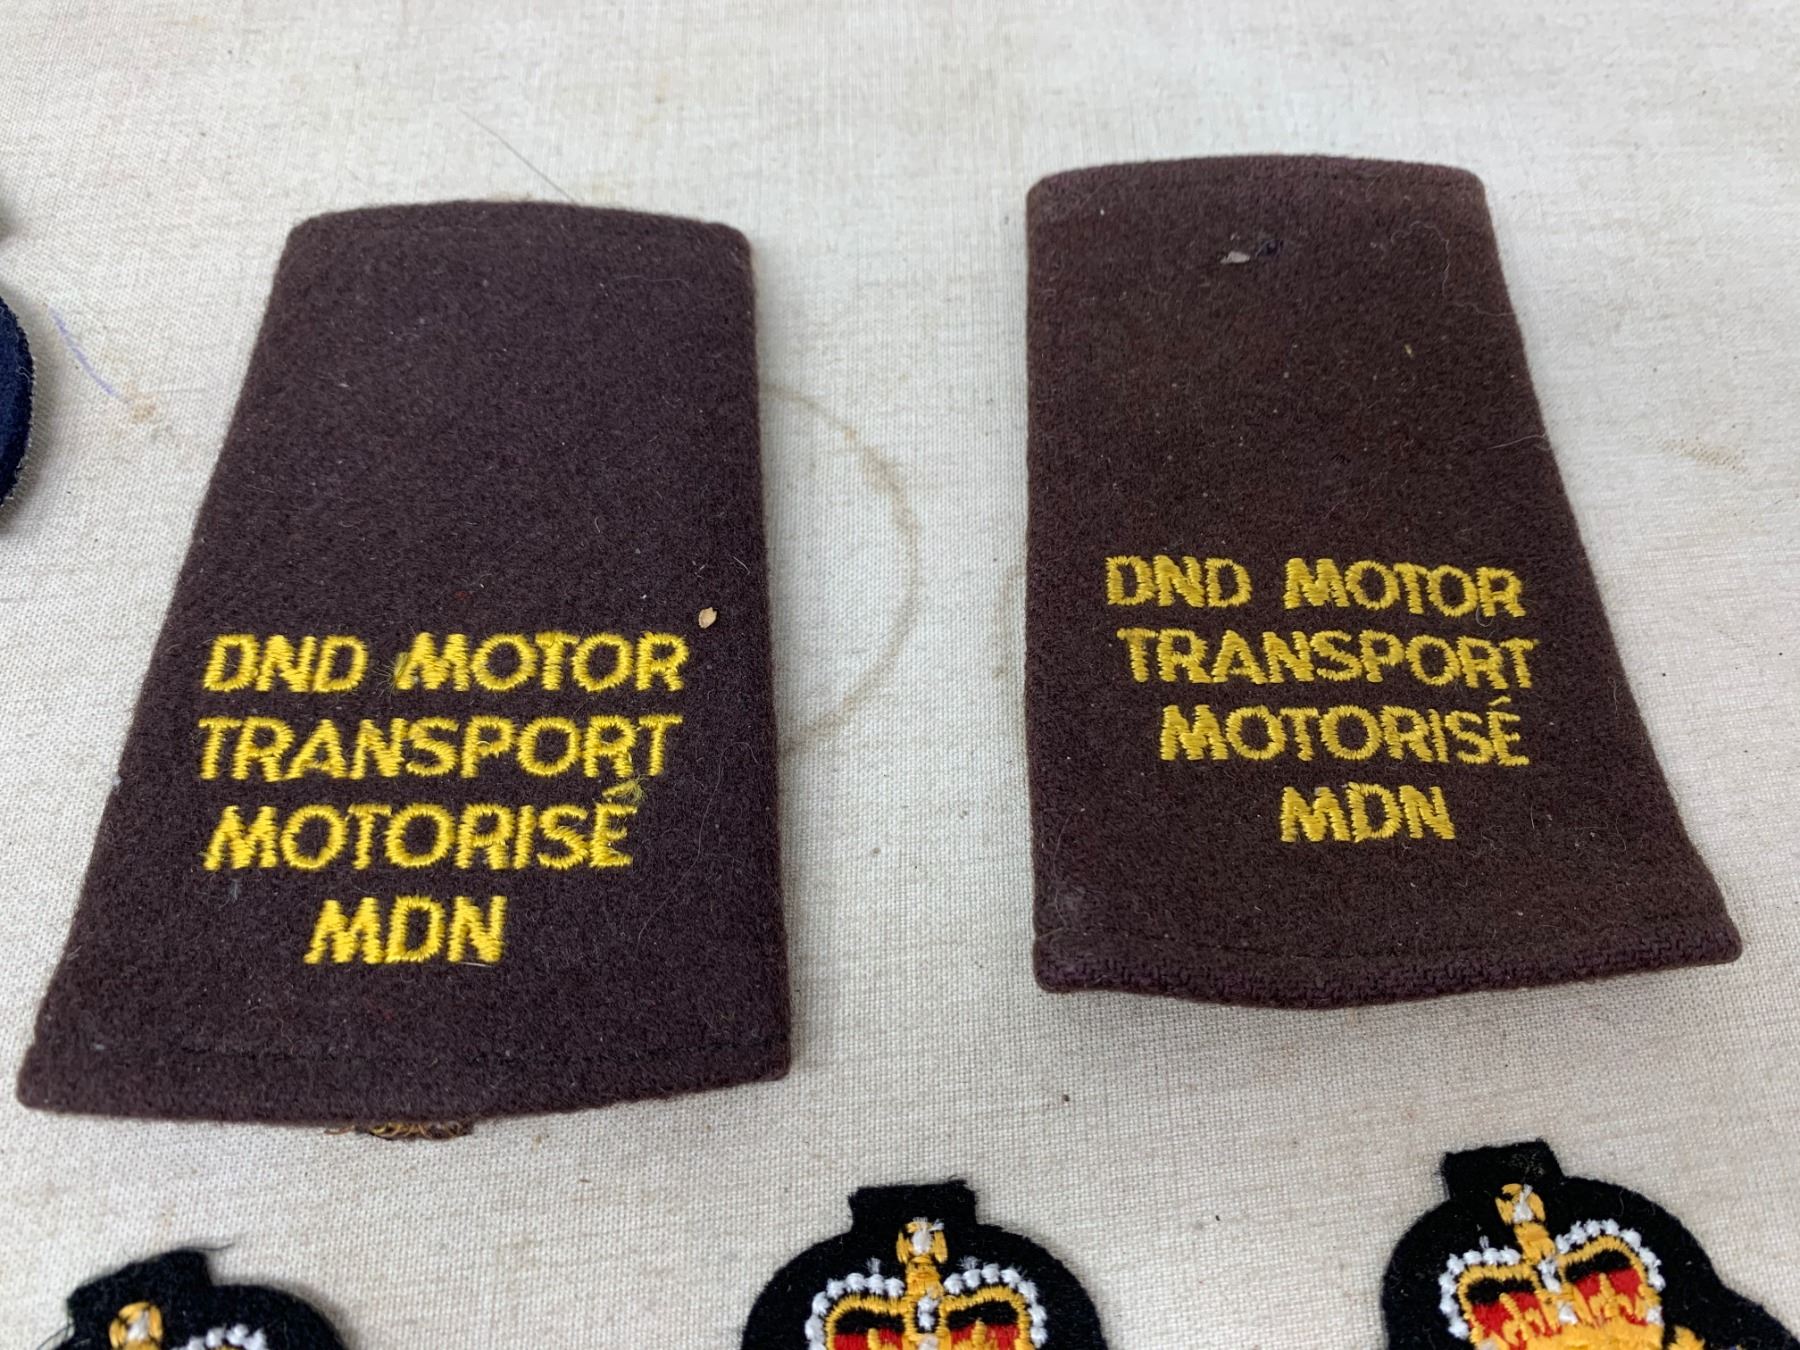 DND MOTOR
TRANSPORT
MOTORISÉ
MDN
DND MOTOR
TRANSPORT
MOTORISÉ
MDN